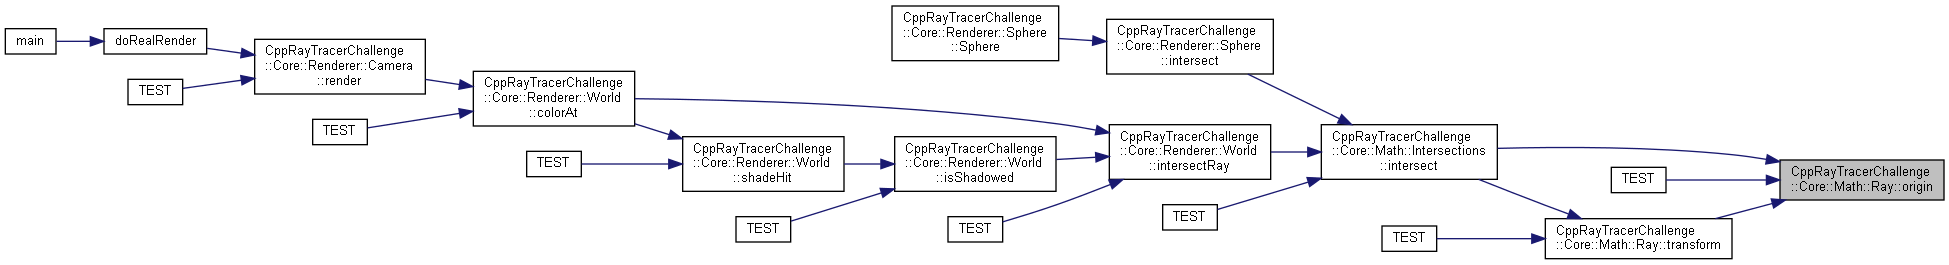 main
doRealRender
TEST
CppRayTracerChallenge
::Core::Renderer::Camera
::render
TEST
CppRayTracerChallenge
::Core::Renderer::World
::colorAt
TEST
CppRayTracerChallenge
::Core::Renderer::World
::shadeHit
TEST
CppRayTracerChallenge
::Core::Renderer::Sphere
::Sphere
CppRayTracerChallenge
::Core::Renderer::World
::isShadowed
TEST
CppRayTracerChallenge
::Core::Renderer::Sphere
::intersect
CppRayTracerChallenge
::Core::Renderer::World
::intersectRay
TEST
CppRayTracerChallenge
::Core::Math::Intersections
::intersect
TEST
TEST
CppRayTracerChallenge
::Core::Math::Ray::transform
TEST
CppRayTracerChallenge
::Core::Math::Ray::origin